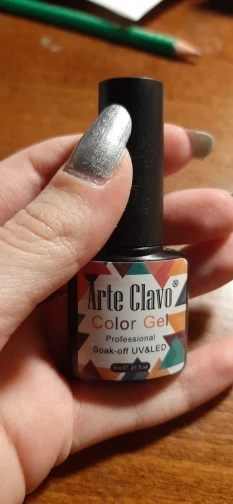 Arte Clavo®
Color Gel
Professional
Soak-off UV&LED